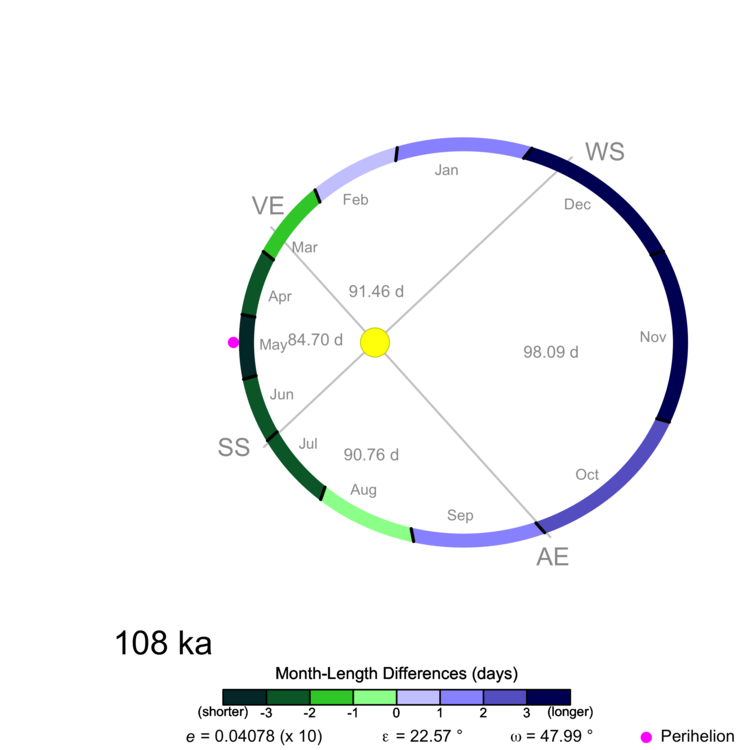 WS
Jan
Dec
Feb
VE
Mar
91.46 d
Apr
May
84.70 d
98.09 d
Nov
Jun
SS
Jul
90.76 d
Oct
Aug
Sep
AE
108 ka
Month-Length Differences (days)
(shorter) -3 -2 -1 0 1 2 3 (longer)
e = 0.04078 (x 10) ε = 22.57 ° ω = 47.99 ° Perihelion